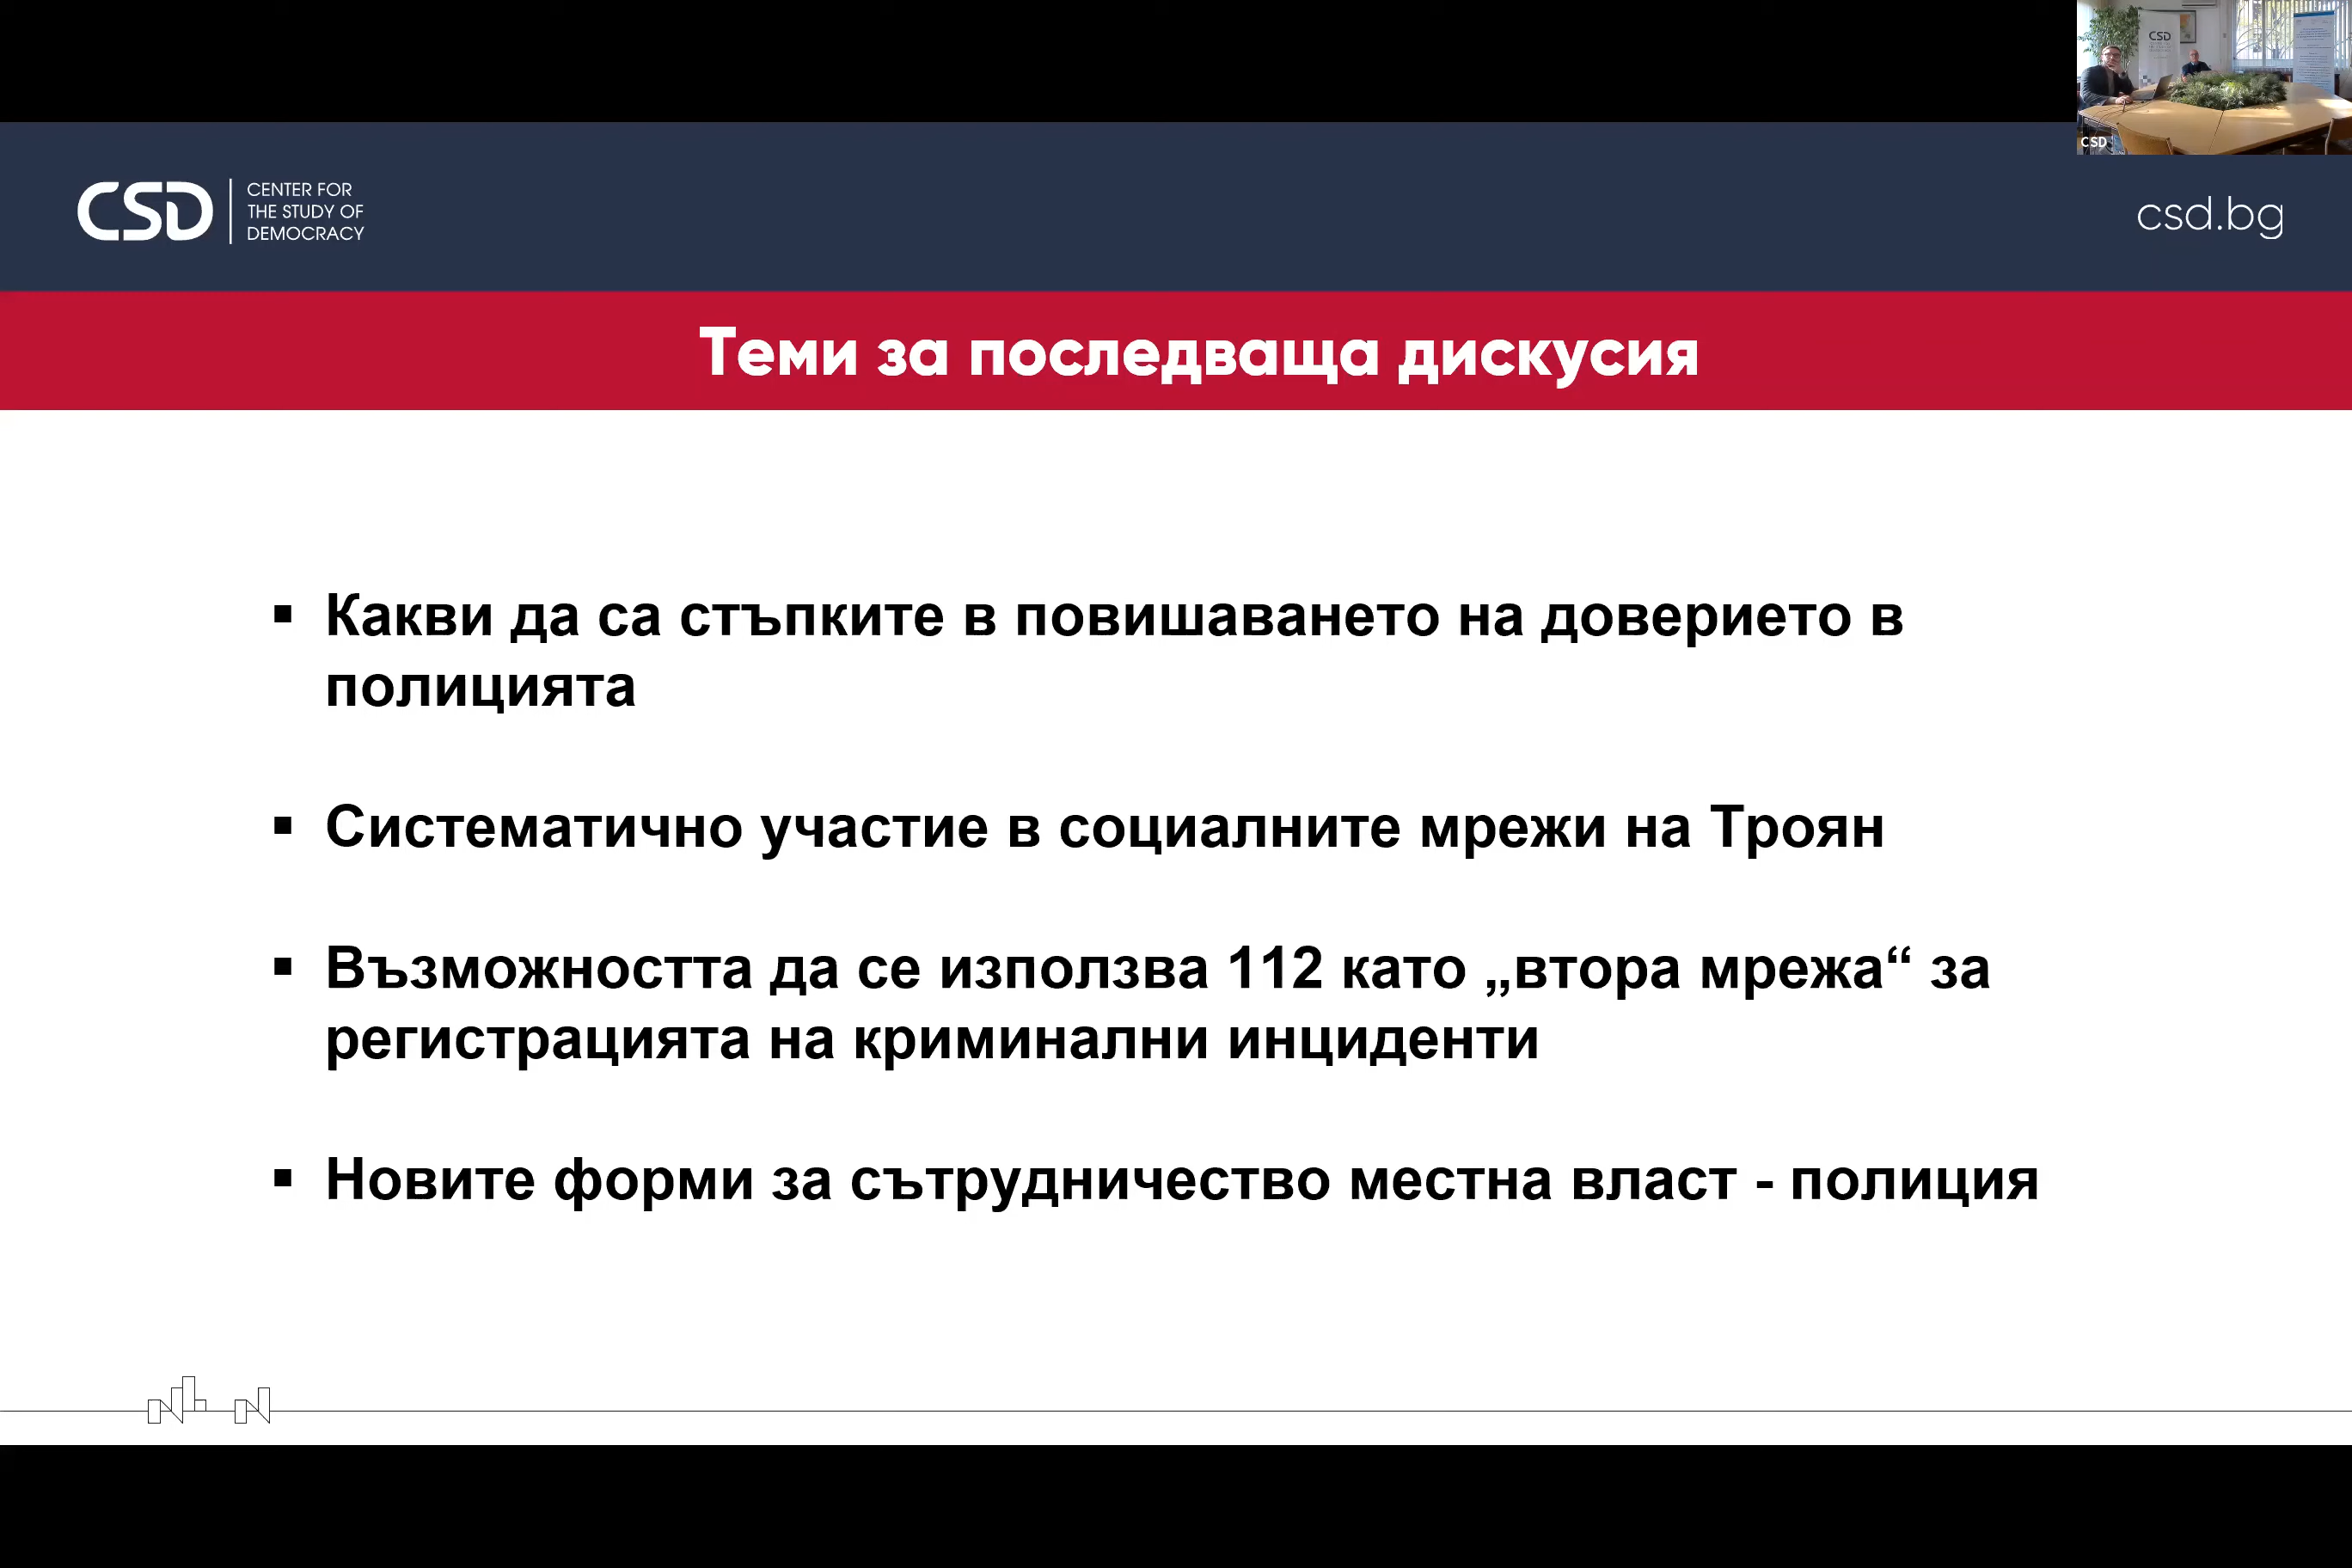 CSD
CSD
CSD
CENTER FOR
THE STUDY OF
DEMOCRACY
csd.bg
Теми за последваща дискусия
▪ Какви да са стъпките в повишаването на доверието в
полицията
▪ Систематично участие в социалните мрежи на Троян
▪ Възможността да се използва 112 като „втора мрежа“ за
регистрацията на криминални инциденти
▪ Новите форми за сътрудничество местна власт - полиция